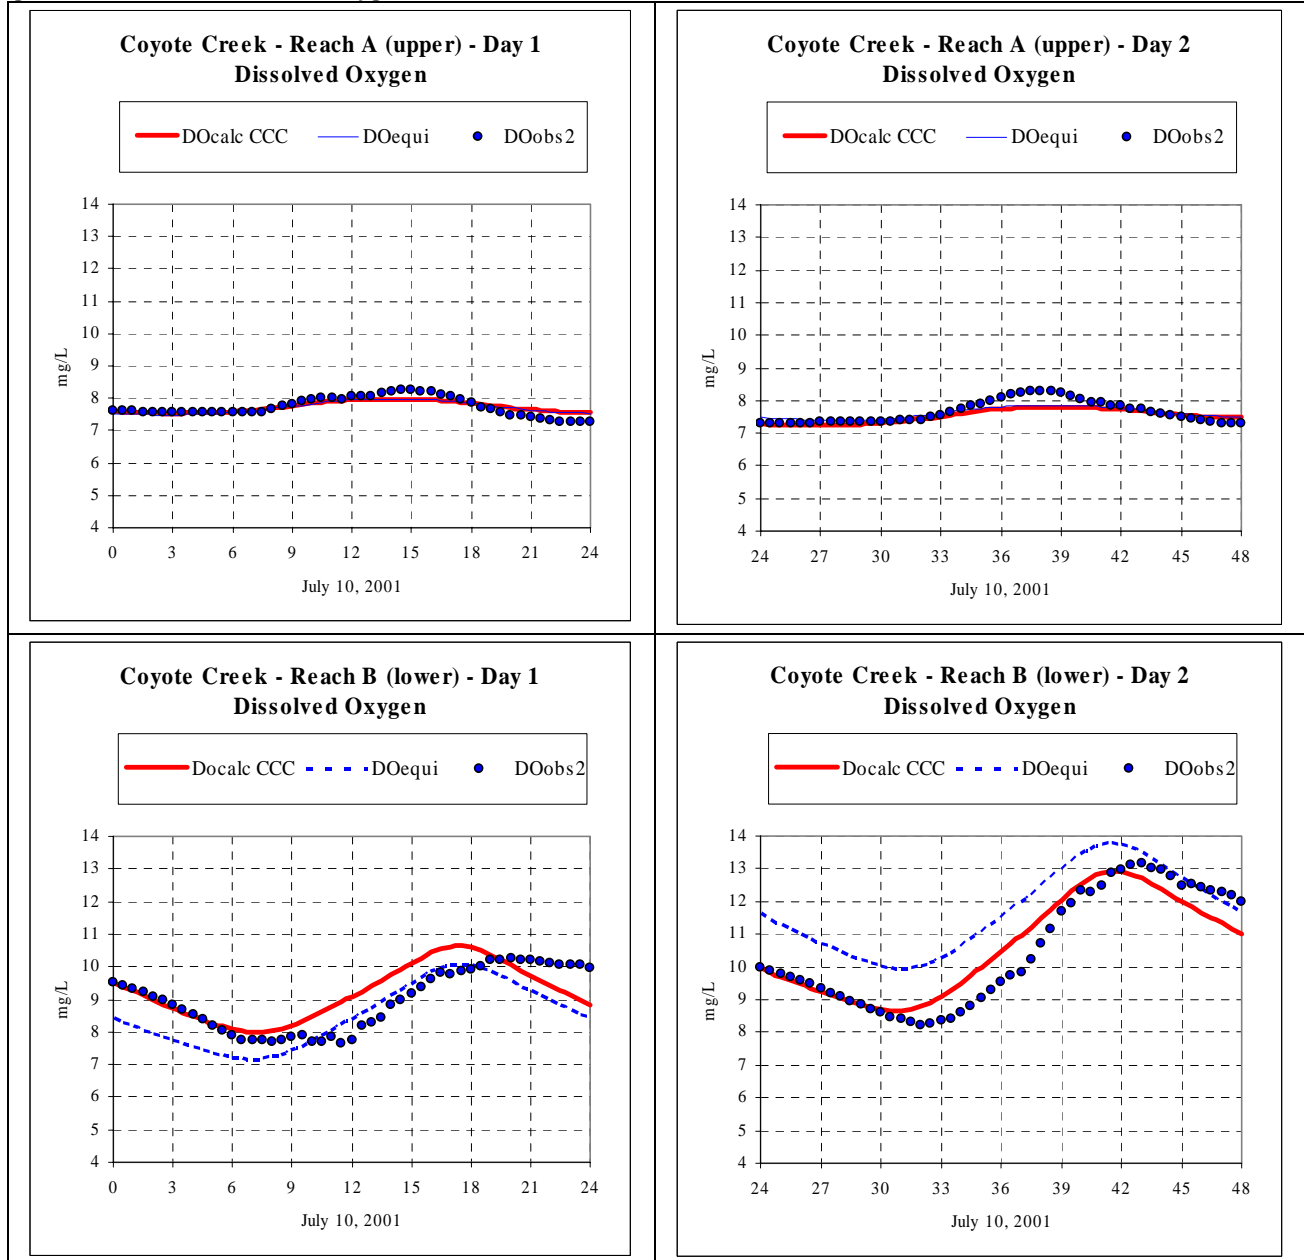 Coyote Creek - Reach A (upper) - Day 1
Dissolved Oxygen
DOcalc CCC DOequi DOobs2
14
13
12
11
10
9
8
7
6
5
4
mg/L
0 3 6 9 12 15 18 21 24
July 10, 2001
Coyote Creek - Reach A (upper) - Day 2
Dissolved Oxygen
DOcalc CCC DOequi DOobs2
14
13
12
11
10
9
8
7
6
5
4
mg/L
24 27 30 33 36 39 42 45 48
July 10, 2001
Coyote Creek - Reach B (lower) - Day 1
Dissolved Oxygen
Docalc CCC DOequi DOobs2
14
13
12
11
10
9
8
7
6
5
4
mg/L
0 3 6 9 12 15 18 21 24
July 10, 2001
Coyote Creek - Reach B (lower) - Day 2
Dissolved Oxygen
Docalc CCC DOequi DOobs2
14
13
12
11
10
9
8
7
6
5
4
mg/L
24 27 30 33 36 39 42 45 48
July 10, 2001